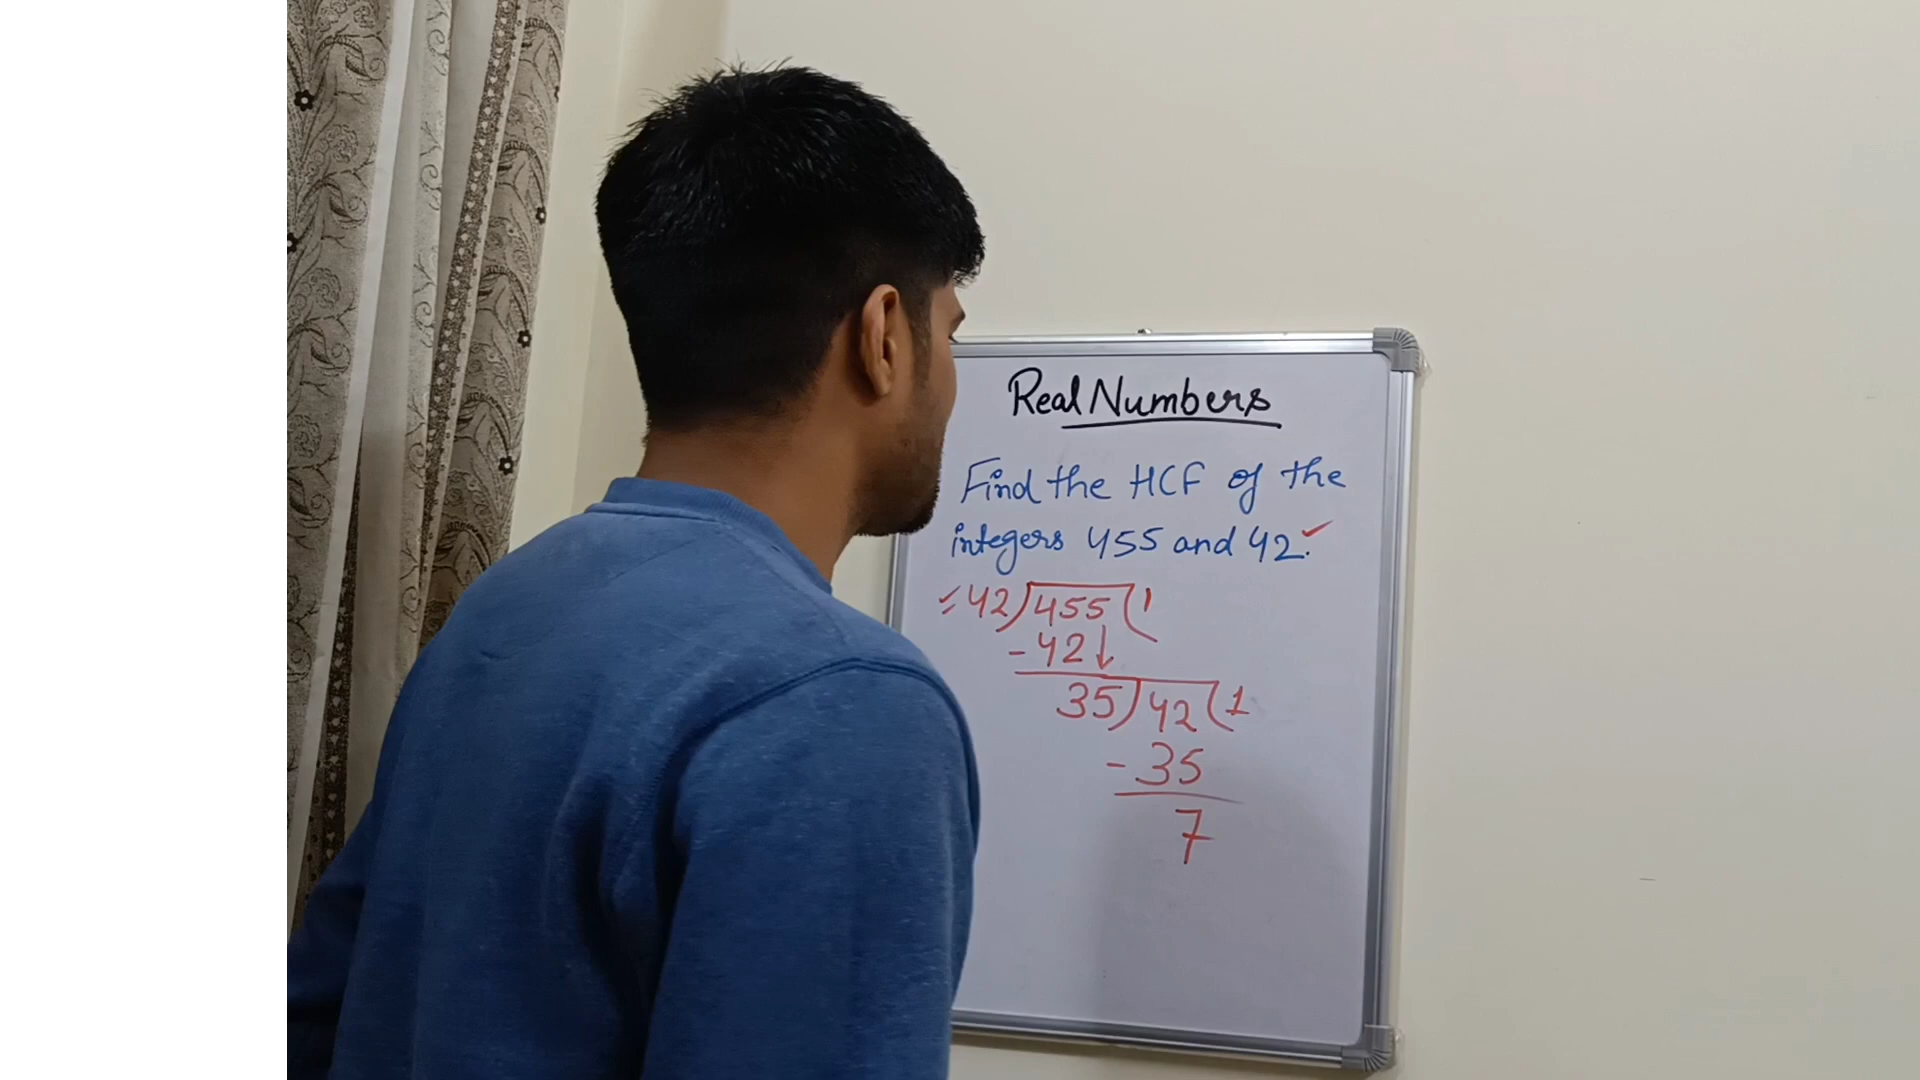 Real Numbers
Find the HCF of the
integers 455 and 42.
42)455(1
-42↓
35)42(1
-35
7